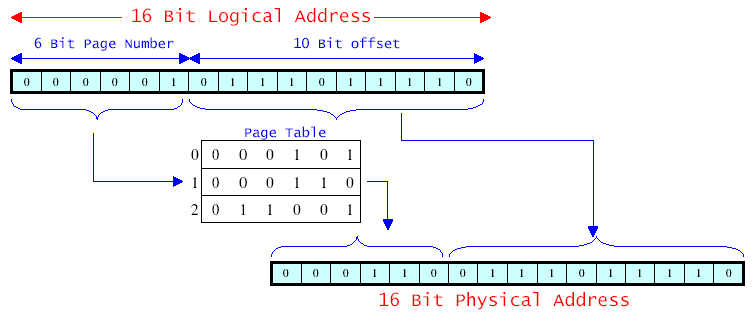 16 Bit Logical Address
6 Bit Page Number 10 Bit offset
0 0 0 0 0 1 0 1 1 1 0 1 1 1 1 0
Page Table
0 0 0 0 1 0 1
1 0 0 0 1 1 0
2 0 1 1 0 0 1
0 0 0 1 1 0 0 1 1 1 0 1 1 1 1 0
16 Bit Physical Address